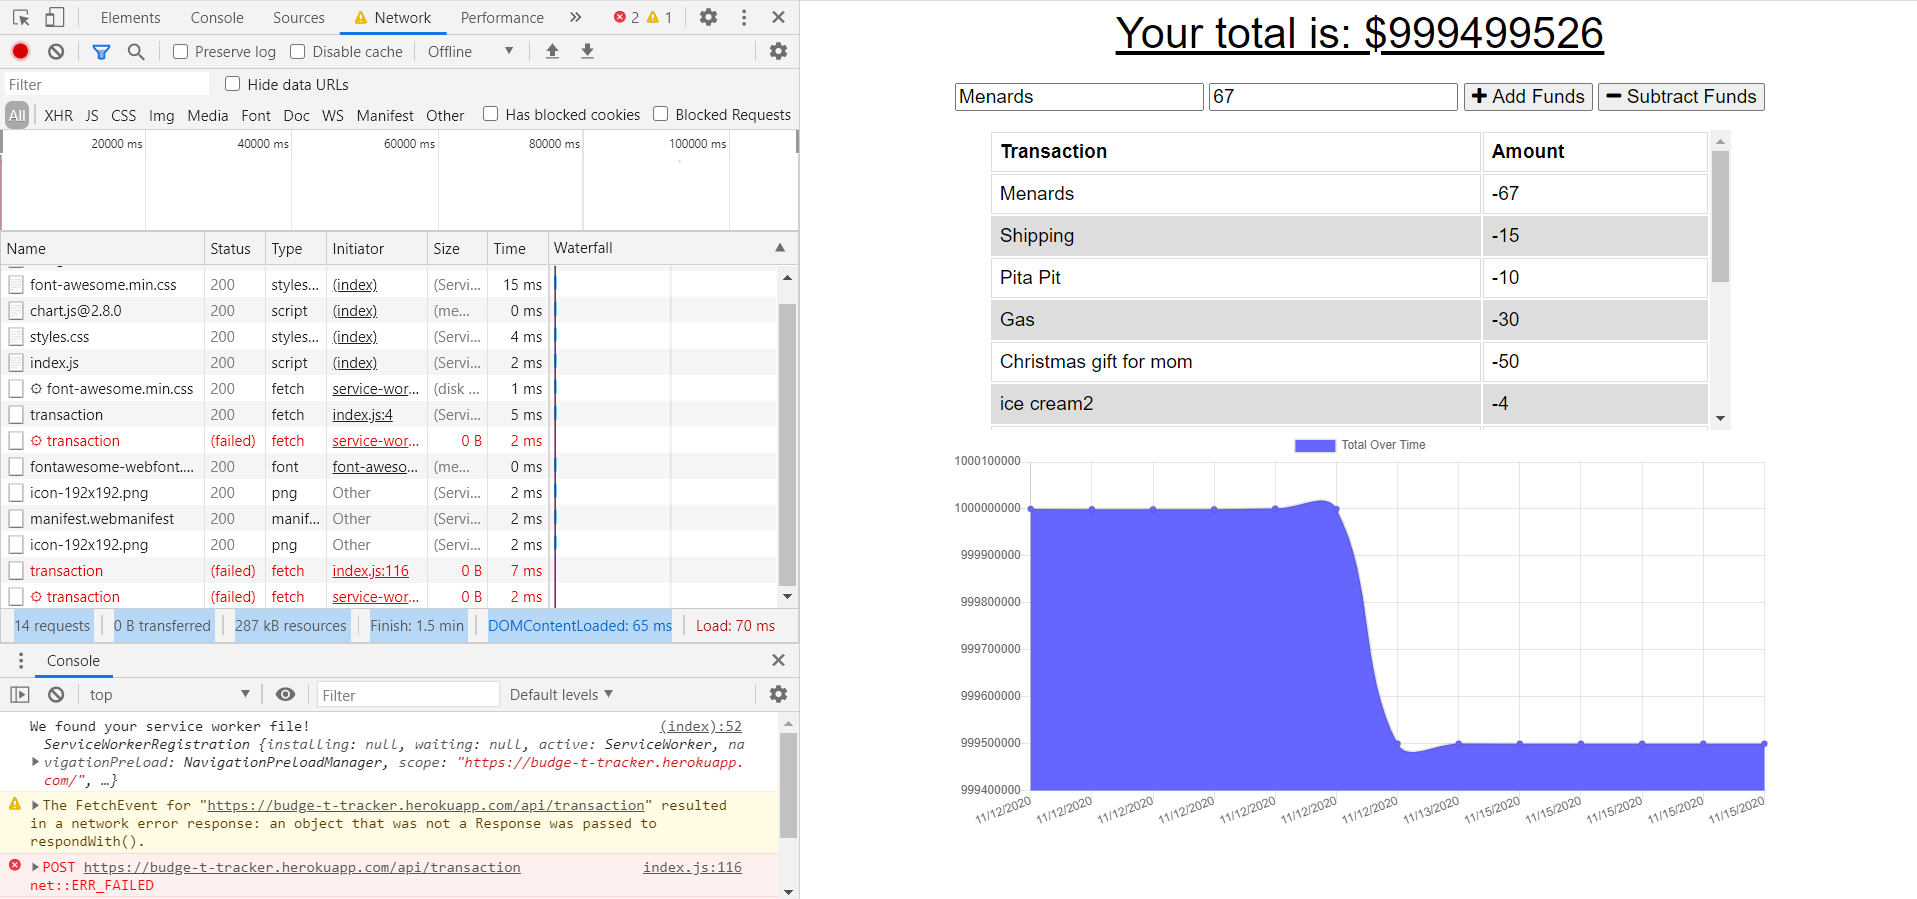 Elements Console Sources Network Performance » 2 1
Preserve log Disable cache Offline
Filter Hide data URLs
All XHR JS CSS Img Media Font Doc WS Manifest Other Has blocked cookies Blocked Requests
20000 ms 40000 ms 60000 ms 80000 ms 100000 ms
Name Status Type Initiator Size Time Waterfall
font-awesome.min.css 200 styles... (index) (Servi... 15 ms
chart.js@2.8.0 200 script (index) (me... 0 ms
styles.css 200 styles... (index) (Servi... 4 ms
index.js 200 script (index) (Servi... 2 ms
font-awesome.min.css 200 fetch service-wor... (disk ... 1 ms
transaction 200 fetch index.js:4 (Servi... 5 ms
transaction (failed) fetch service-wor... 0 B 2 ms
fontawesome-webfont.... 200 font font-aweso... (me... 0 ms
icon-192x192.png 200 png Other (Servi... 2 ms
manifest.webmanifest 200 manif... Other (Servi... 2 ms
icon-192x192.png 200 png Other (Servi... 2 ms
transaction (failed) fetch index.js:116 0 B 7 ms
transaction (failed) fetch service-wor... 0 B 2 ms
14 requests 0 B transferred 287 kB resources Finish: 1.5 min DOMContentLoaded: 65 ms Load: 70 ms
Console
top Filter Default levels
We found your service worker file! (index):52
ServiceWorkerRegistration {installing: null, waiting: null, active: ServiceWorker, na
vigationPreload: NavigationPreloadManager, scope: "https://budge-t-tracker.herokuapp.
com/", …}
The FetchEvent for "https://budge-t-tracker.herokuapp.com/api/transaction" resulted
in a network error response: an object that was not a Response was passed to
respondWith().
POST https://budge-t-tracker.herokuapp.com/api/transaction index.js:116
net::ERR_FAILED
Your total is: $999499526
Menards 67 Add Funds Subtract Funds
Transaction Amount
Menards -67
Shipping -15
Pita Pit -10
Gas -30
Christmas gift for mom -50
ice cream2 -4
Total Over Time
1000100000
1000000000
999900000
999800000
999700000
999600000
999500000
999400000
11/12/2020 11/12/2020 11/12/2020 11/12/2020 11/12/2020 11/12/2020 11/12/2020 11/13/2020 11/15/2020 11/15/2020 11/15/2020 11/15/2020 11/15/2020